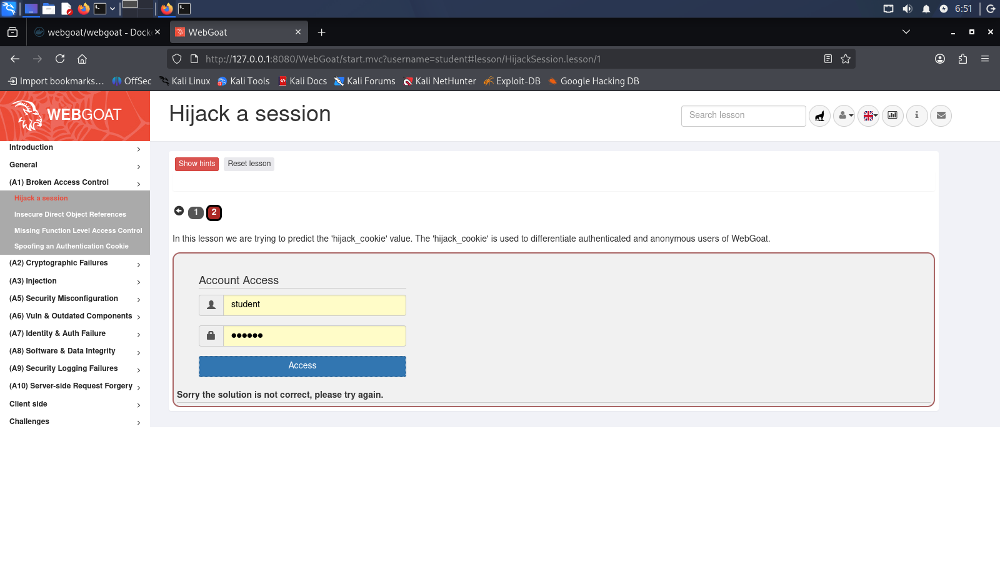 6:51
webgoat/webgoat - Dock
WebGoat
http://127.0.0.1:8080/WebGoat/start.mvc?username=student#lesson/HijackSession.lesson/1
Import bookmarks... OffSec Kali Linux Kali Tools Kali Docs Kali Forums Kali NetHunter Exploit-DB Google Hacking DB
WEBGOAT
Hijack a session
Search lesson
Introduction
General
(A1) Broken Access Control
Hijack a session
Insecure Direct Object References
Missing Function Level Access Control
Spoofing an Authentication Cookie
(A2) Cryptographic Failures
(A3) Injection
(A5) Security Misconfiguration
(A6) Vuln & Outdated Components
(A7) Identity & Auth Failure
(A8) Software & Data Integrity
(A9) Security Logging Failures
(A10) Server-side Request Forgery
Client side
Challenges
Show hints Reset lesson
1 2
In this lesson we are trying to predict the 'hijack_cookie' value. The 'hijack_cookie' is used to differentiate authenticated and anonymous users of WebGoat.
Account Access
student
••••••
Access
Sorry the solution is not correct, please try again.